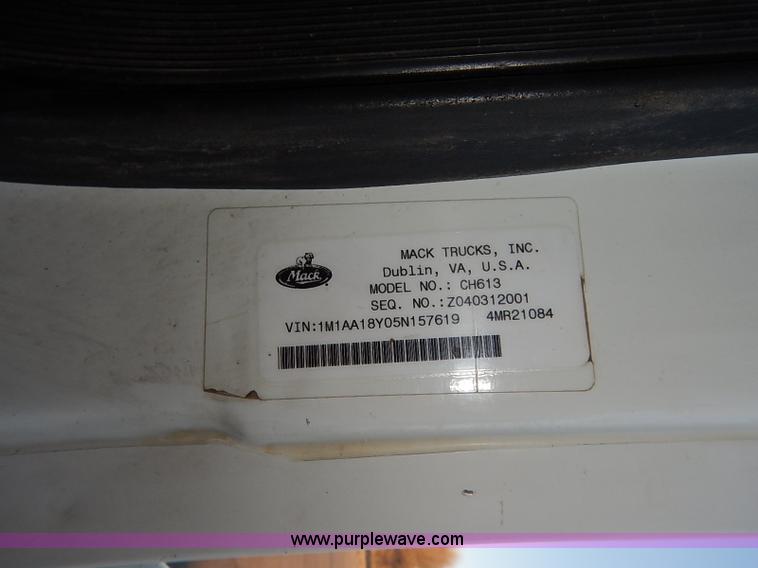 Mack
MACK TRUCKS, INC.
Dublin, VA, U.S.A.
MODEL NO.: CH613
SEQ. NO.:Z040312001
VIN:1M1AA18Y05N157619 4MR21084
www.purplewave.com